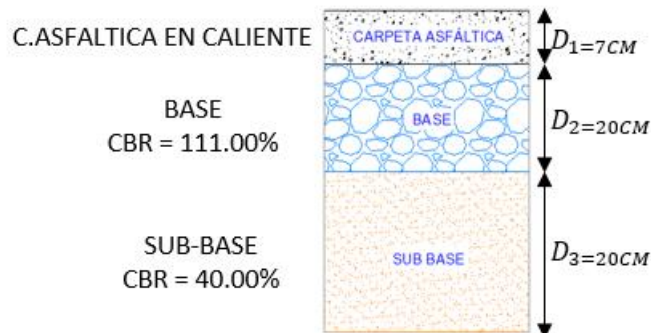 C.ASFALTICA EN CALIENTE
CARPETA ASFÁLTICA
D1=7CM
BASE
CBR = 111.00%
BASE
D2=20CM
SUB-BASE
CBR = 40.00%
SUB BASE
D3=20CM